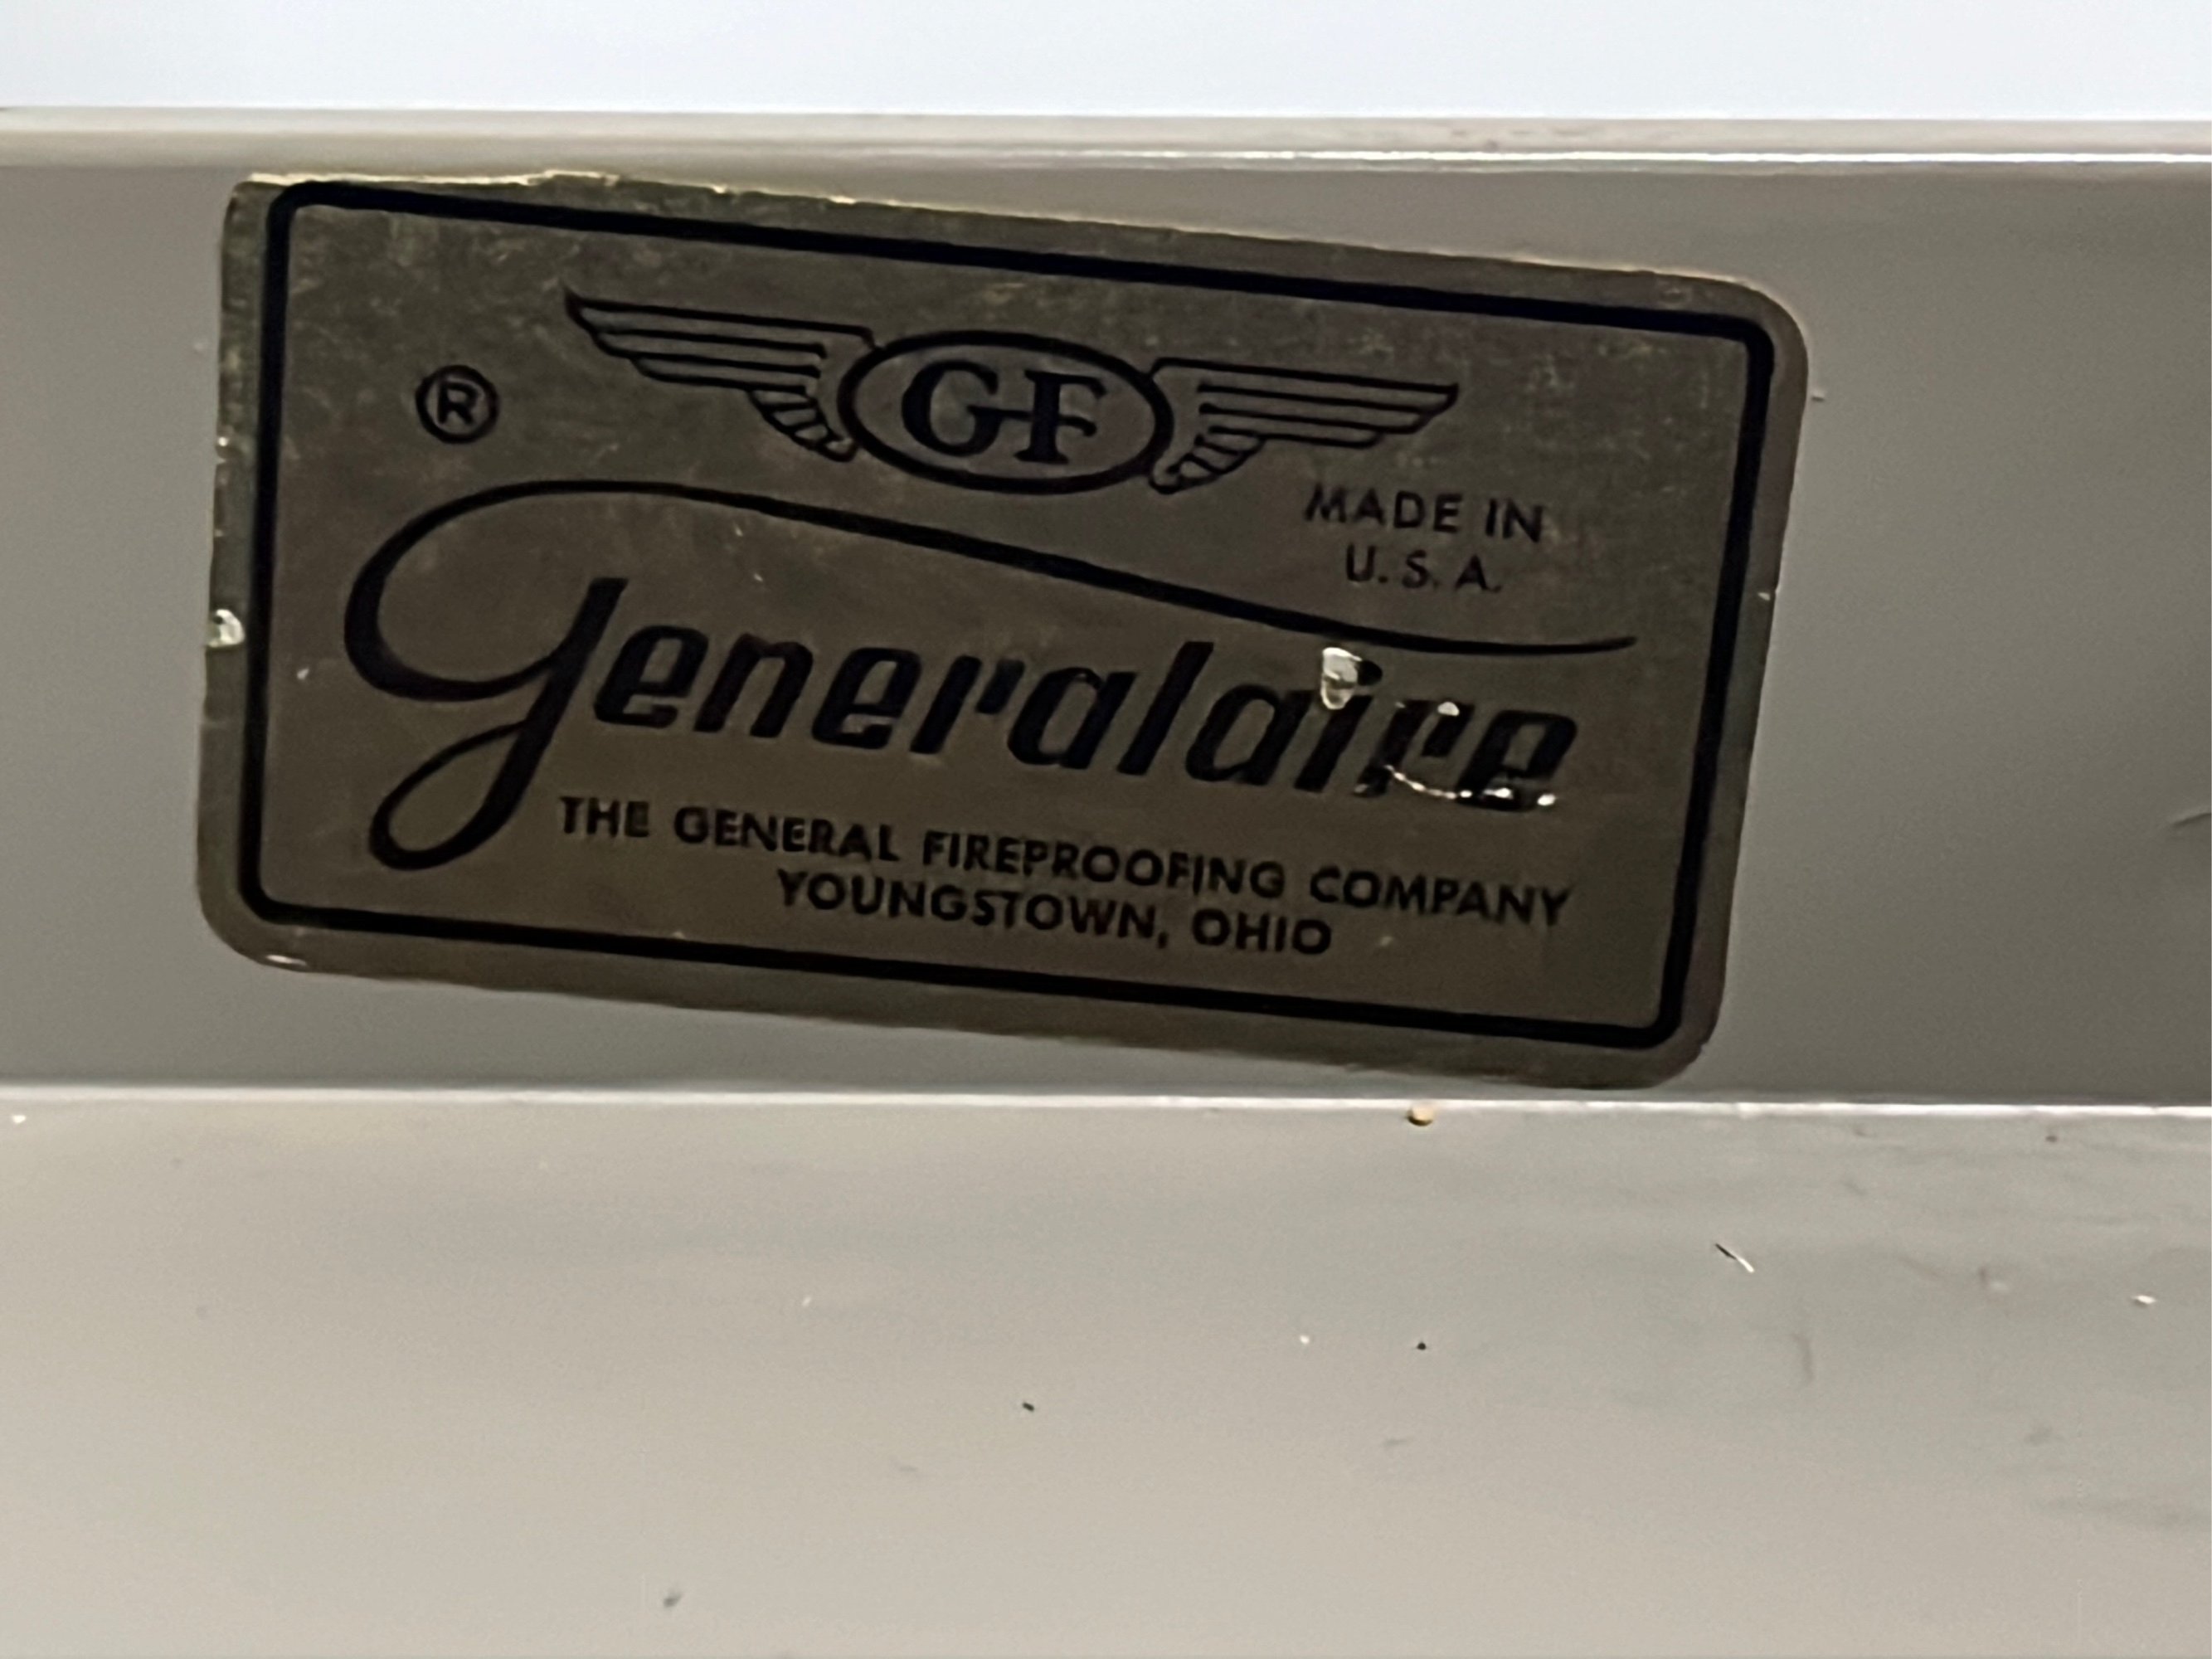 ®
GF
MADE IN
U.S.A.
Generalaire
THE GENERAL FIREPROOFING COMPANY
YOUNGSTOWN, OHIO